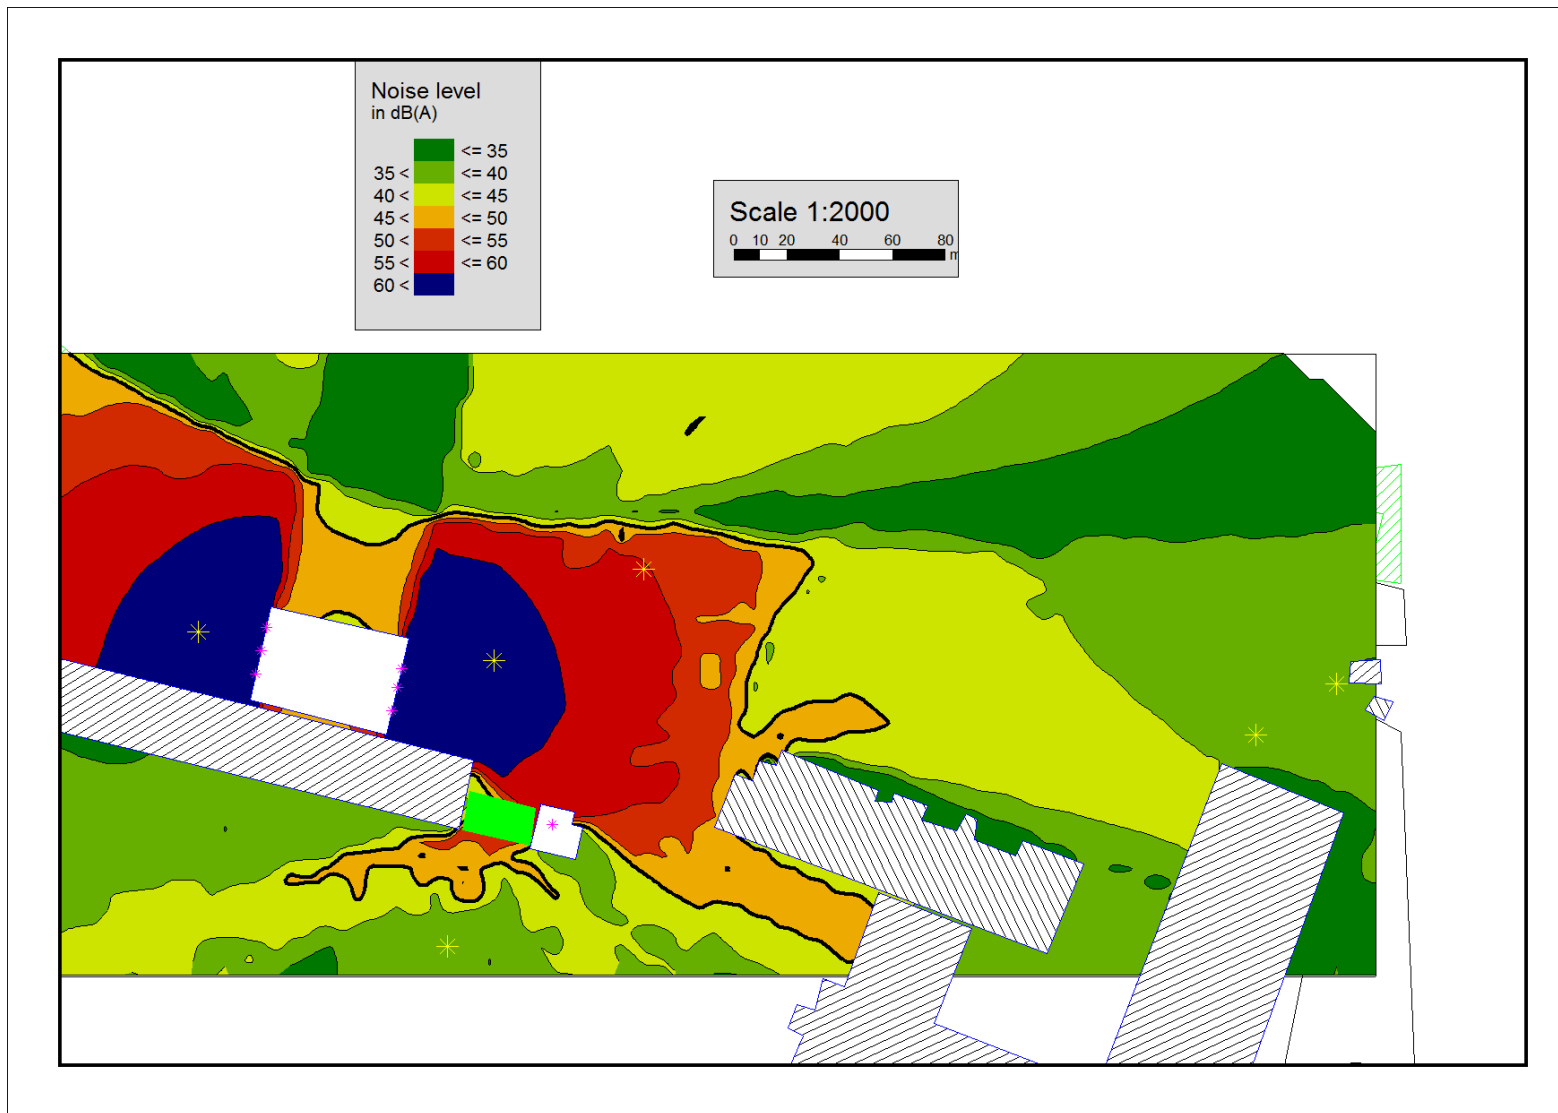 Noise level
in dB(A)
<= 35
35 < <= 40
40 < <= 45
45 < <= 50
50 < <= 55
55 < <= 60
60 <
Scale 1:2000
0 10 20 40 60 80
m